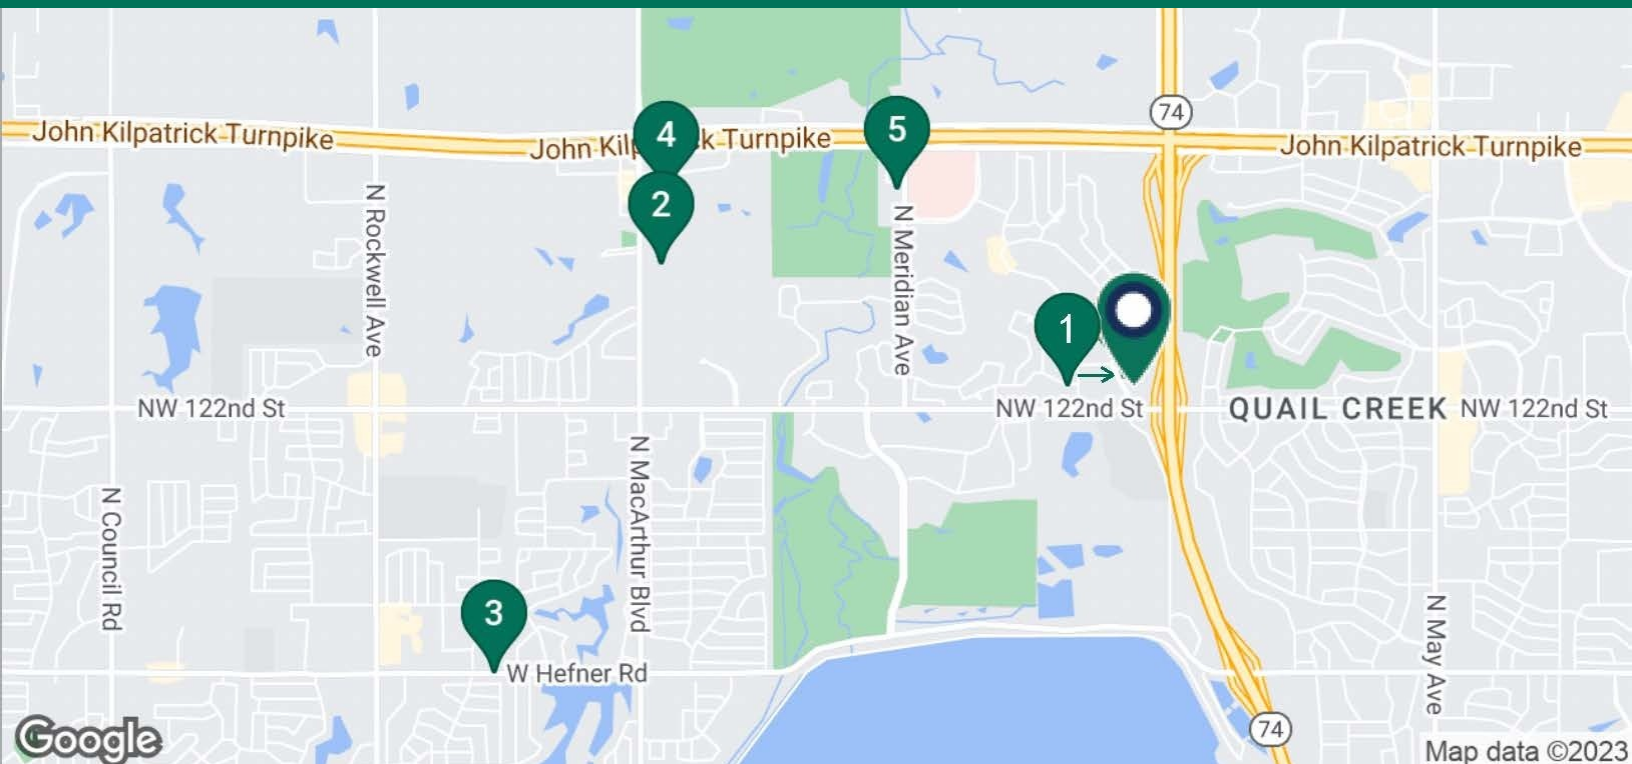 74
John Kilpatrick Turnpike
John Kilp
4
ck Turnpike
5
John Kilpatrick Turnpike
2
N Rockwell Ave
N Meridian Ave
1
NW 122nd St
NW 122nd St
QUAIL CREEK
NW 122nd St
N Council Rd
N MacArthur Blvd
3
N May Ave
W Hefner Rd
74
Google
Map data ©2023